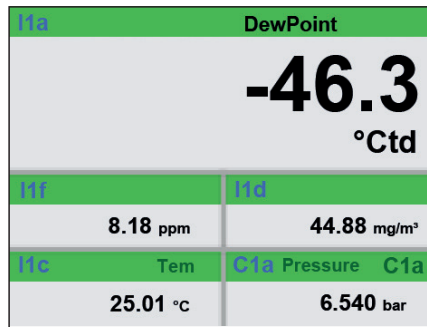 I1a DewPoint
-46.3
°Ctd
I1f I1d
8.18 ppm 44.88 mg/m³
I1c Tem C1a Pressure C1a
25.01 °C 6.540 bar